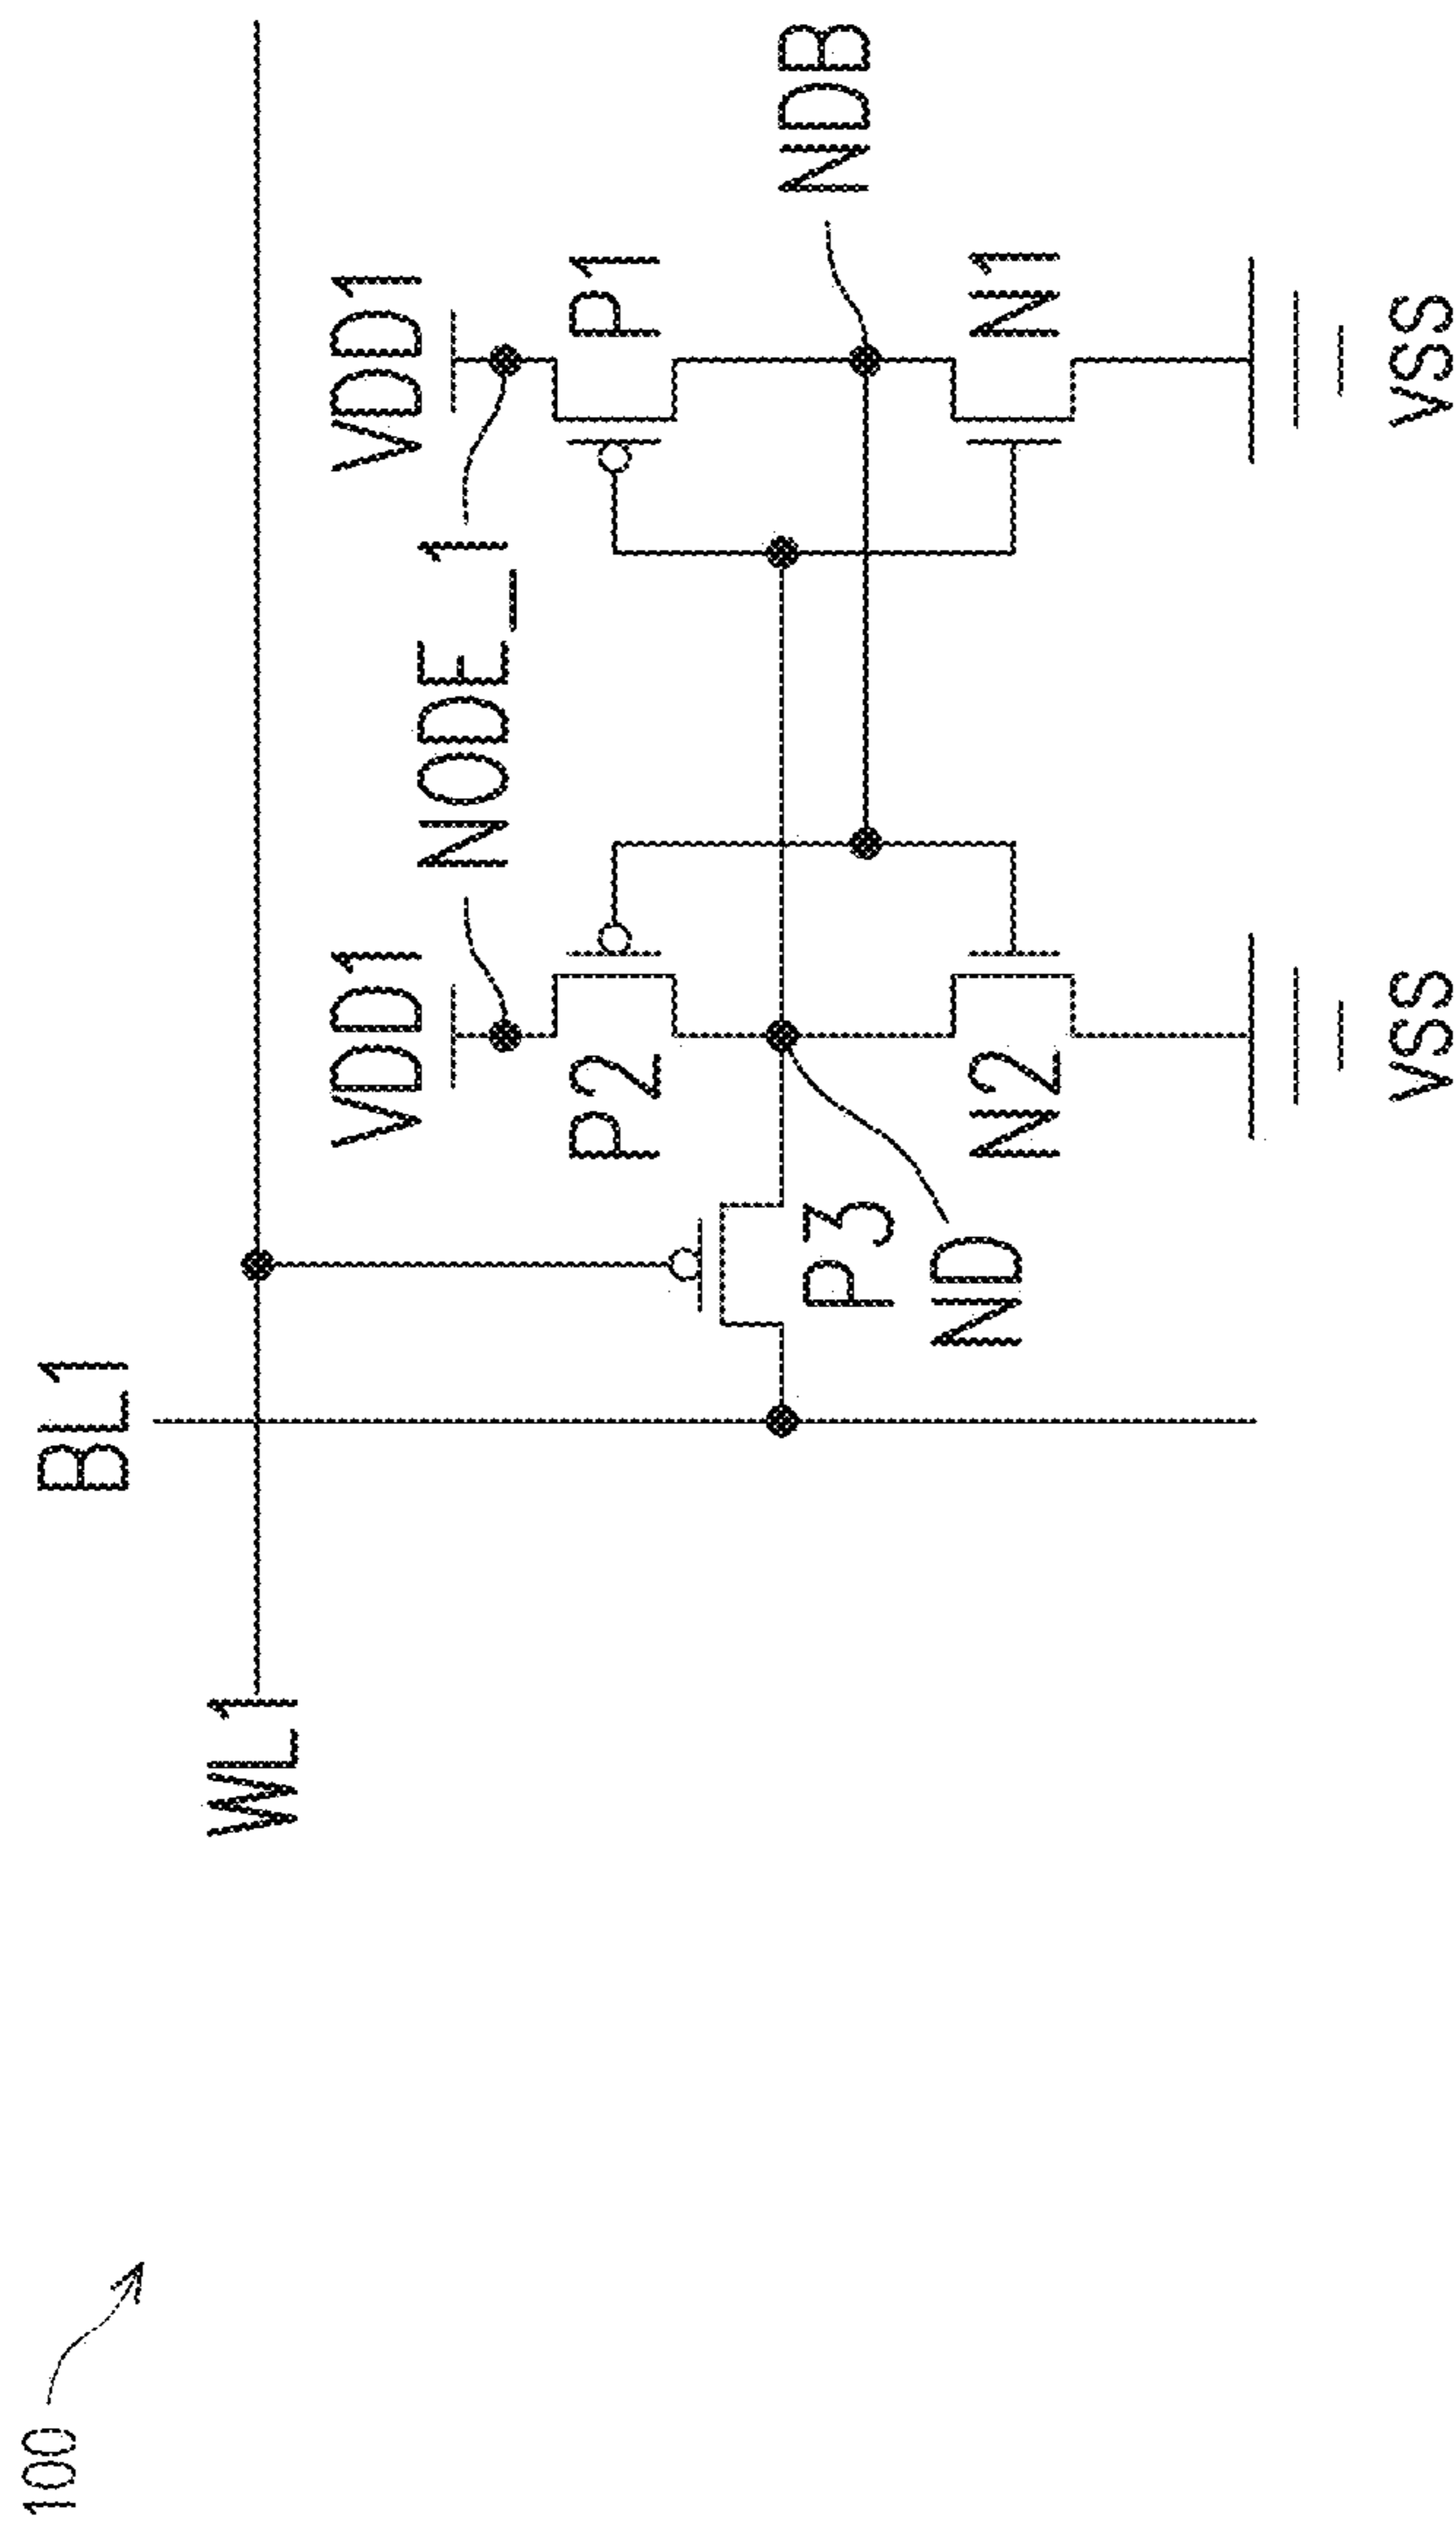 100
BL1
WL1
VDD1
VDD1
NODE_1
P2
P1
P3
NDB
ND
N2
N1
VSS
VSS